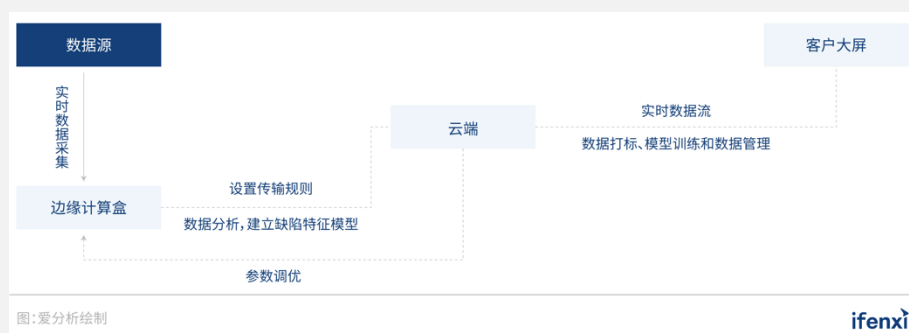 数据源
客户大屏
实时数据采集
云端
实时数据流
数据打标、模型训练和数据管理
边缘计算盒
设置传输规则
数据分析,建立缺陷特征模型
参数调优
图:爱分析绘制
ifenxi